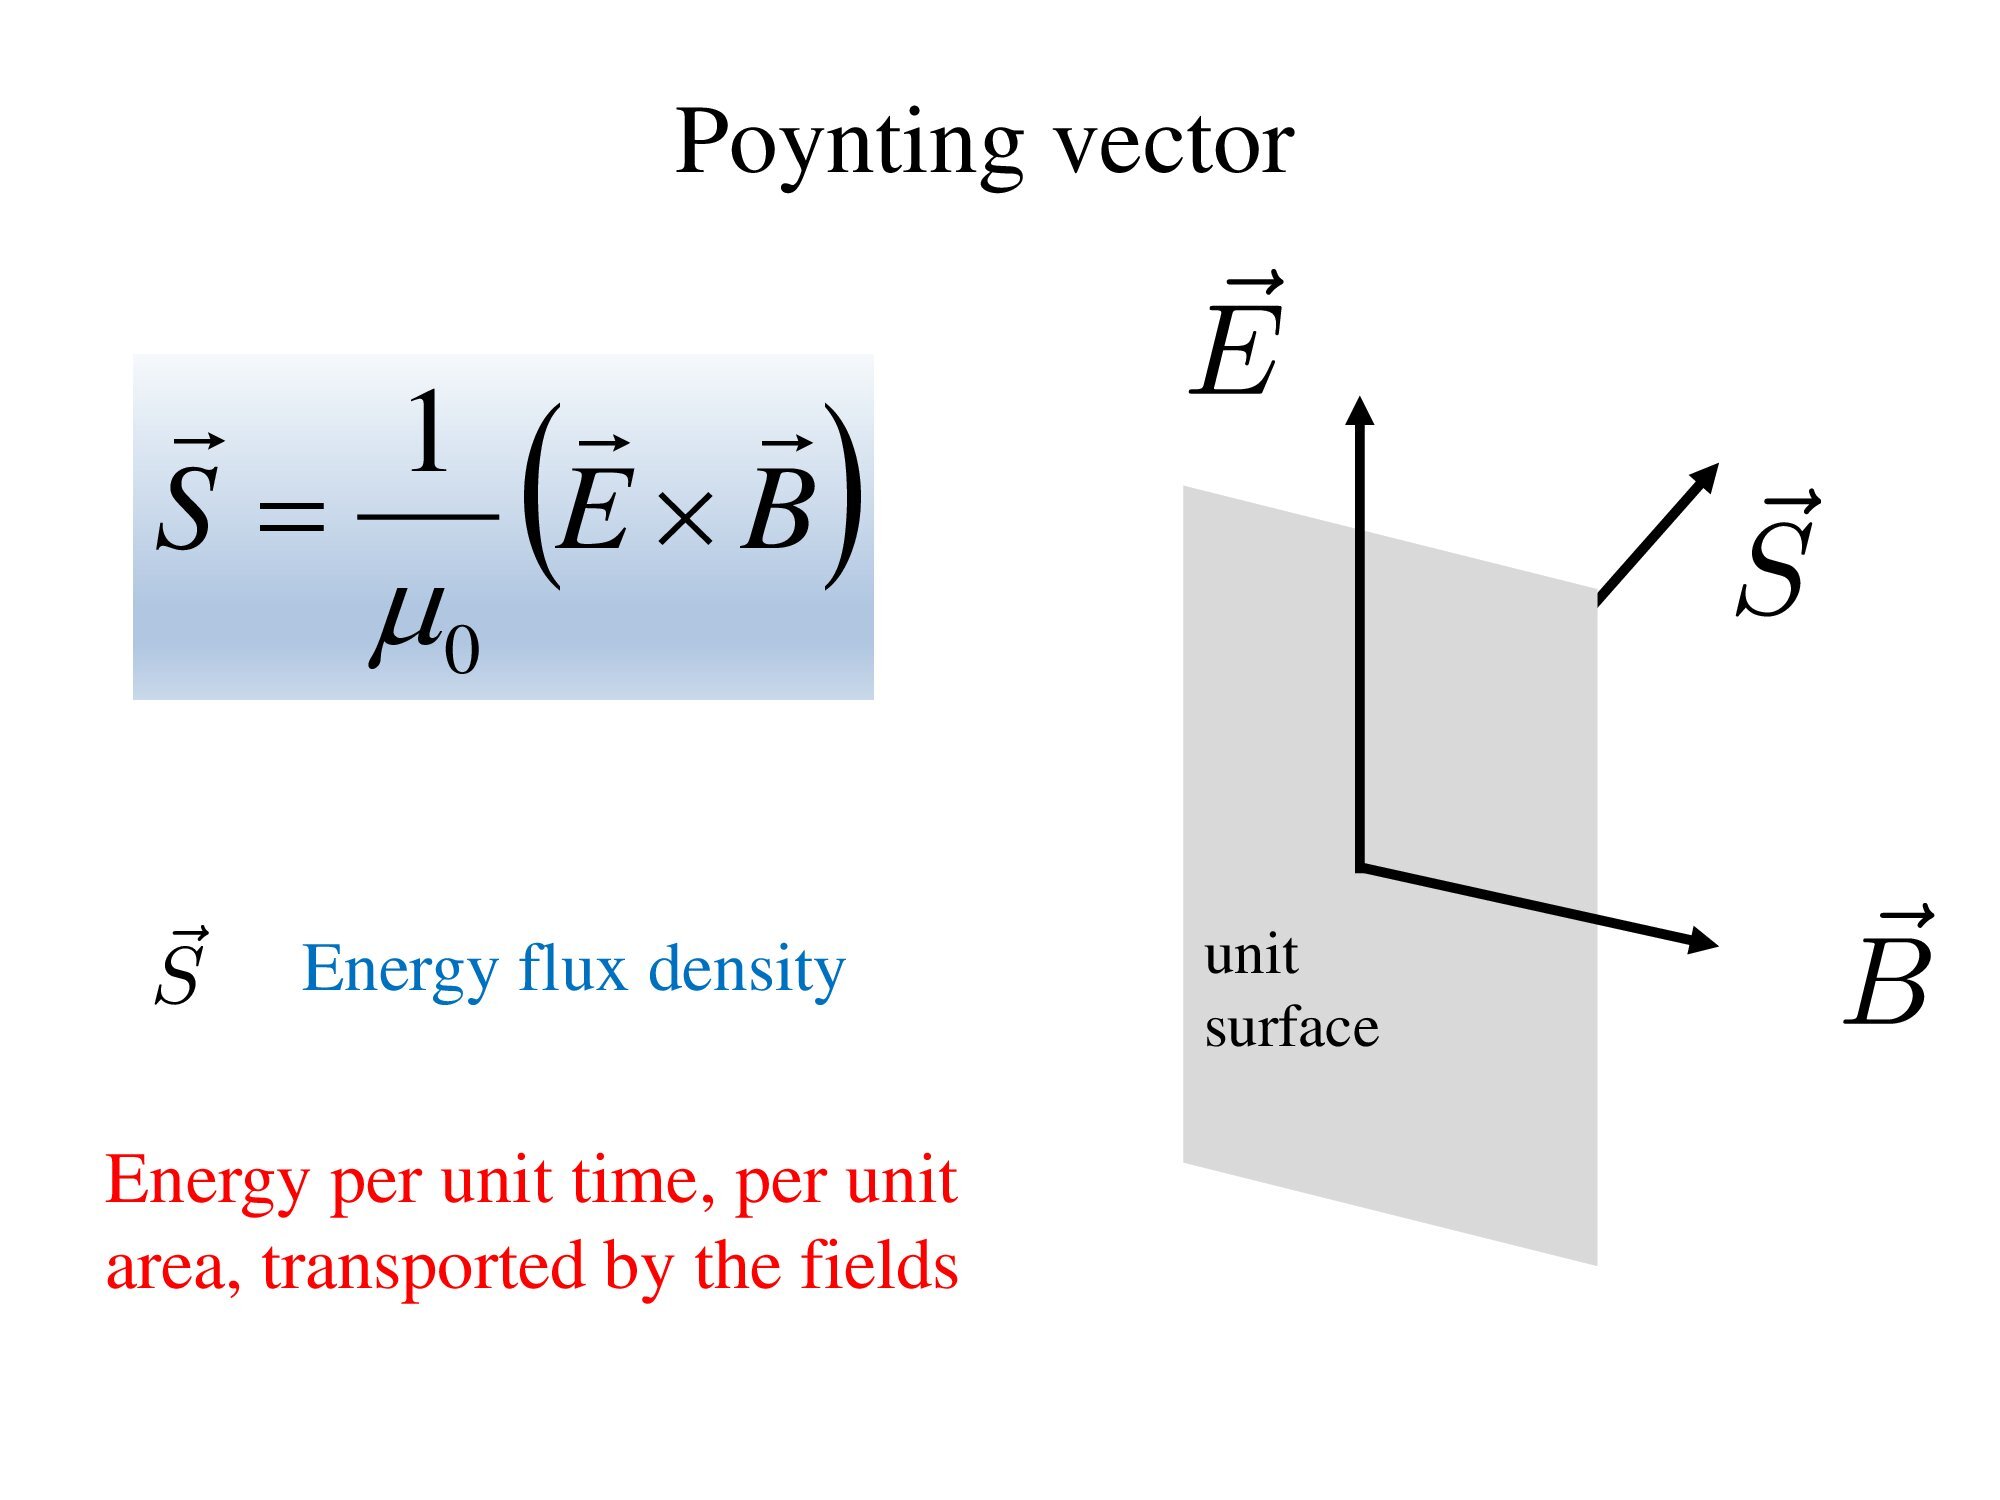 Poynting vector
$\vec{S} = \frac{1}{\mu_0} \left( \vec{E} \times \vec{B} \right)$
$\vec{E}$
$\vec{S}$
$\vec{B}$
unit
surface
$\vec{S}$ Energy flux density
Energy per unit time, per unit
area, transported by the fields